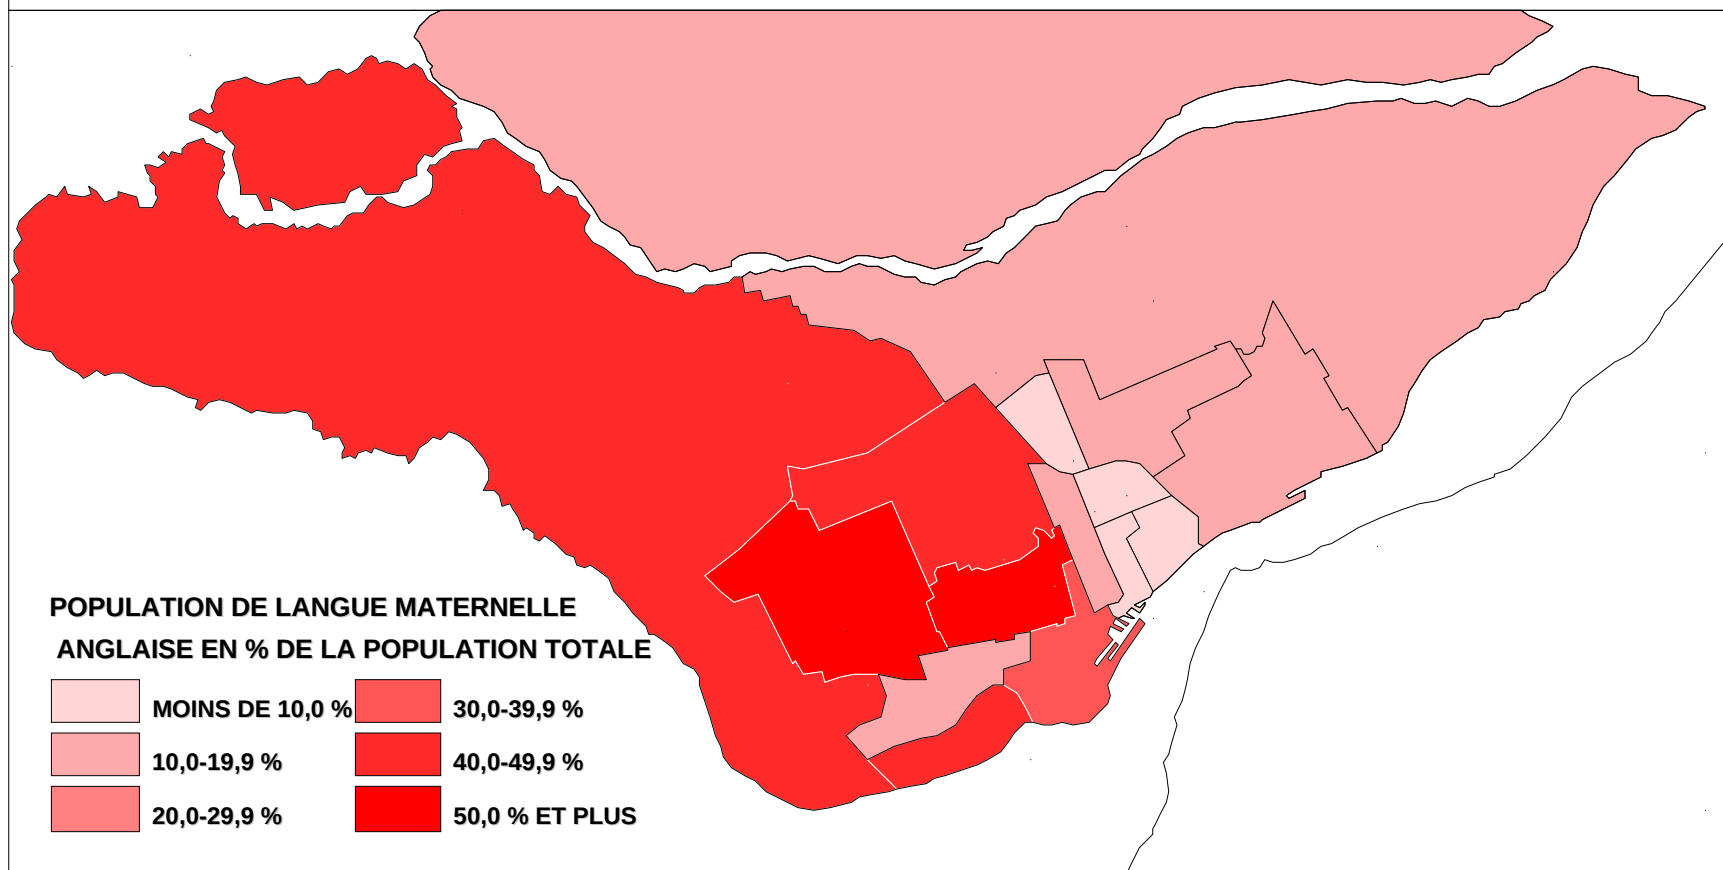 POPULATION DE LANGUE MATERNELLE
ANGLAISE EN % DE LA POPULATION TOTALE
MOINS DE 10,0 %
10,0-19,9 %
20,0-29,9 %
30,0-39,9 %
40,0-49,9 %
50,0 % ET PLUS